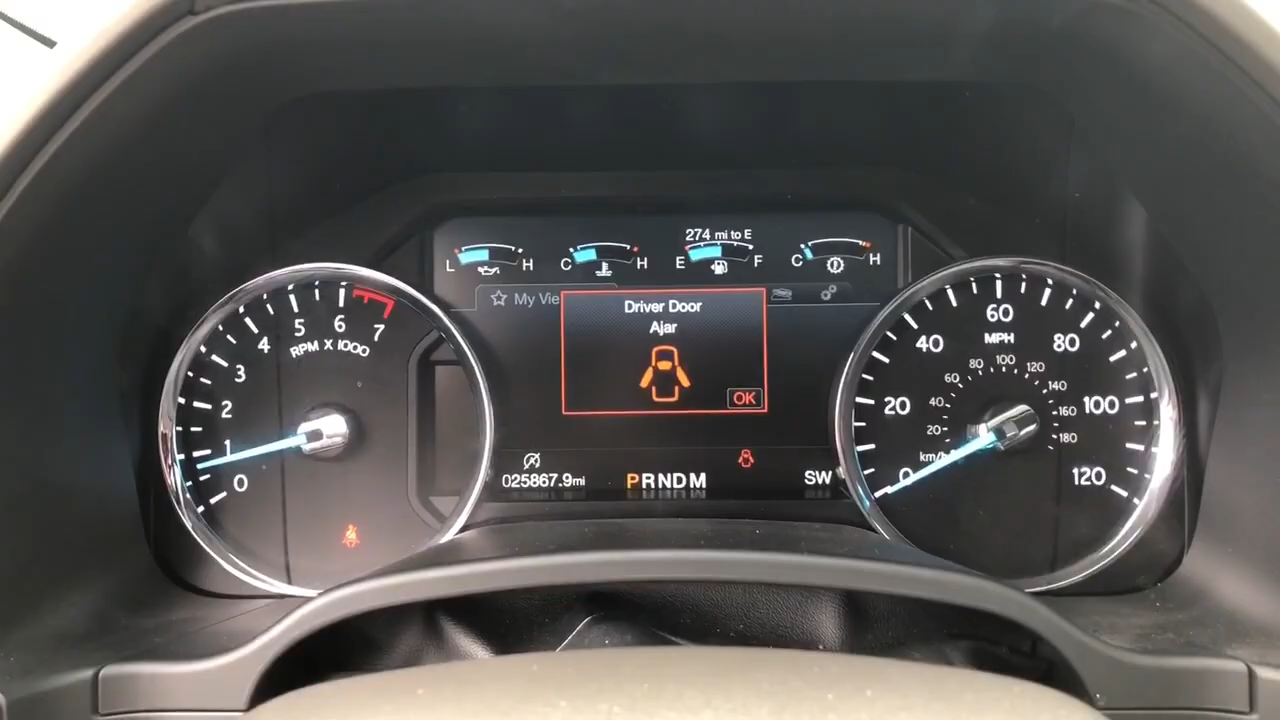 274 mi to E
L H
C H
E F
C H
My Vie
Driver Door
Ajar
OK
0 1 2 3 4 5 6 7
RPM X 1000
0 20 40 60 80 100 120
MPH
20 40 60 80 100 120 140 160 180
km/h
025867.9mi
PRNDM
SW